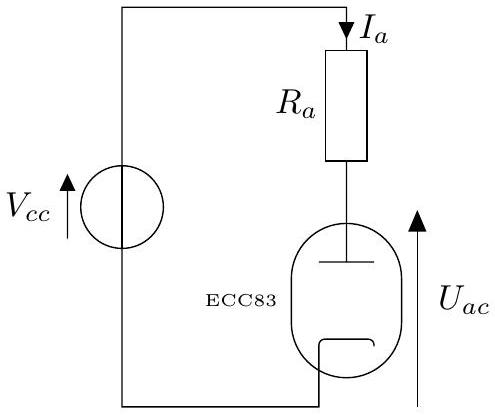 I_a
R_a
V_cc
ECC83
U_ac